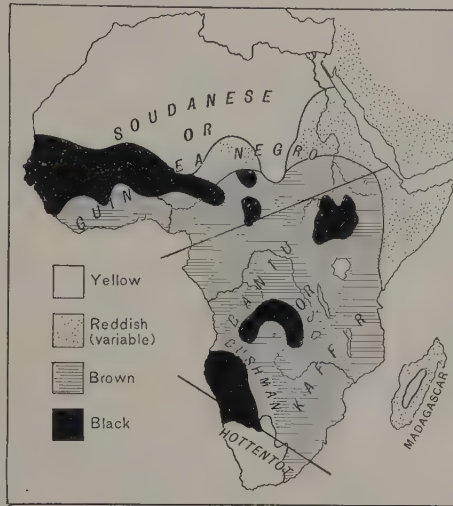 SOUDANESE
OR
GUINEA NEGRO
BANTU OR KAFFIR
BUSHMAN
HOTTENTOT
MADAGASCAR
Yellow
Reddish
(variable)
Brown
Black